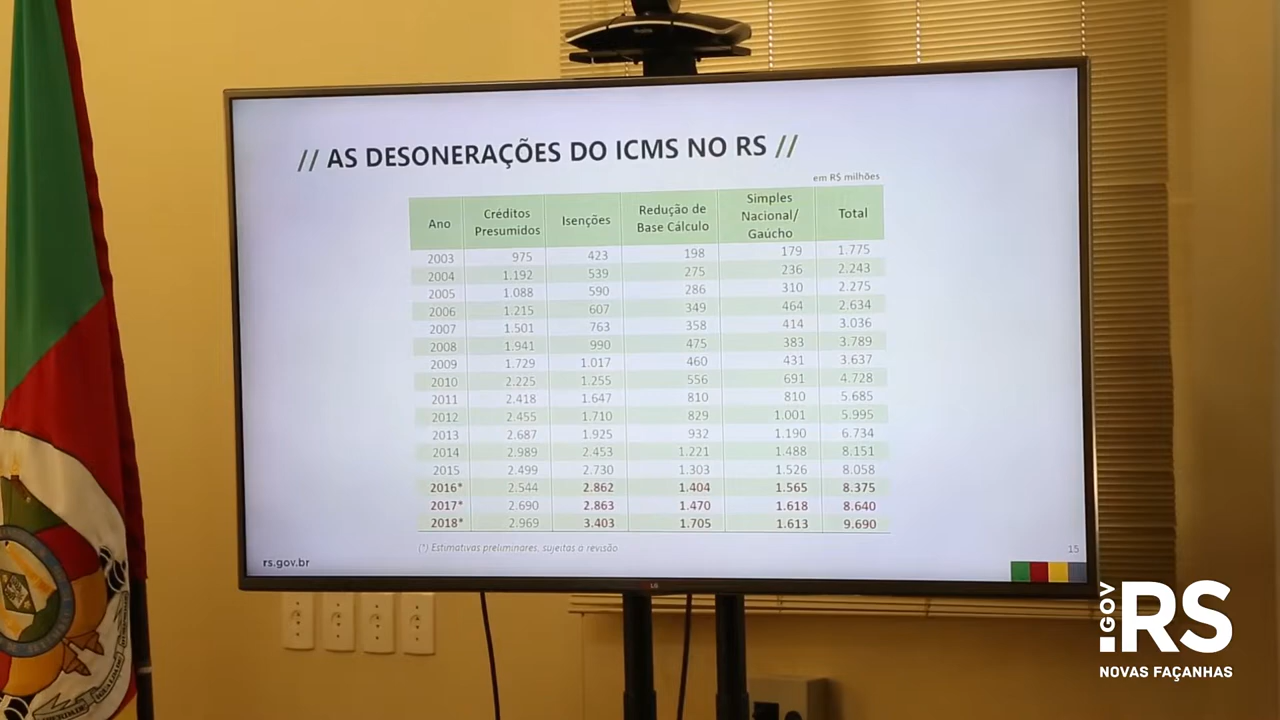 // AS DESONERAÇÕES DO ICMS NO RS //
em R$ milhões
Ano Créditos Presumidos Isenções Redução de Base Cálculo Simples Nacional/ Gaúcho Total
2003 975 423 198 179 1.775
2004 1.192 539 275 236 2.243
2005 1.088 590 286 310 2.275
2006 1.215 607 349 464 2.634
2007 1.501 763 358 414 3.036
2008 1.941 990 475 383 3.789
2009 1.729 1.017 460 431 3.637
2010 2.225 1.255 556 691 4.728
2011 2.418 1.647 810 810 5.685
2012 2.455 1.710 829 1.001 5.995
2013 2.687 1.925 932 1.190 6.734
2014 2.989 2.453 1.221 1.488 8.151
2015 2.499 2.730 1.303 1.526 8.058
2016* 2.544 2.862 1.404 1.565 8.375
2017* 2.690 2.863 1.470 1.618 8.640
2018* 2.969 3.403 1.705 1.613 9.690
(*) Estimativas preliminares, sujeitas a revisão
15
rs.gov.br
LG
.GOV
RS
NOVAS FAÇANHAS